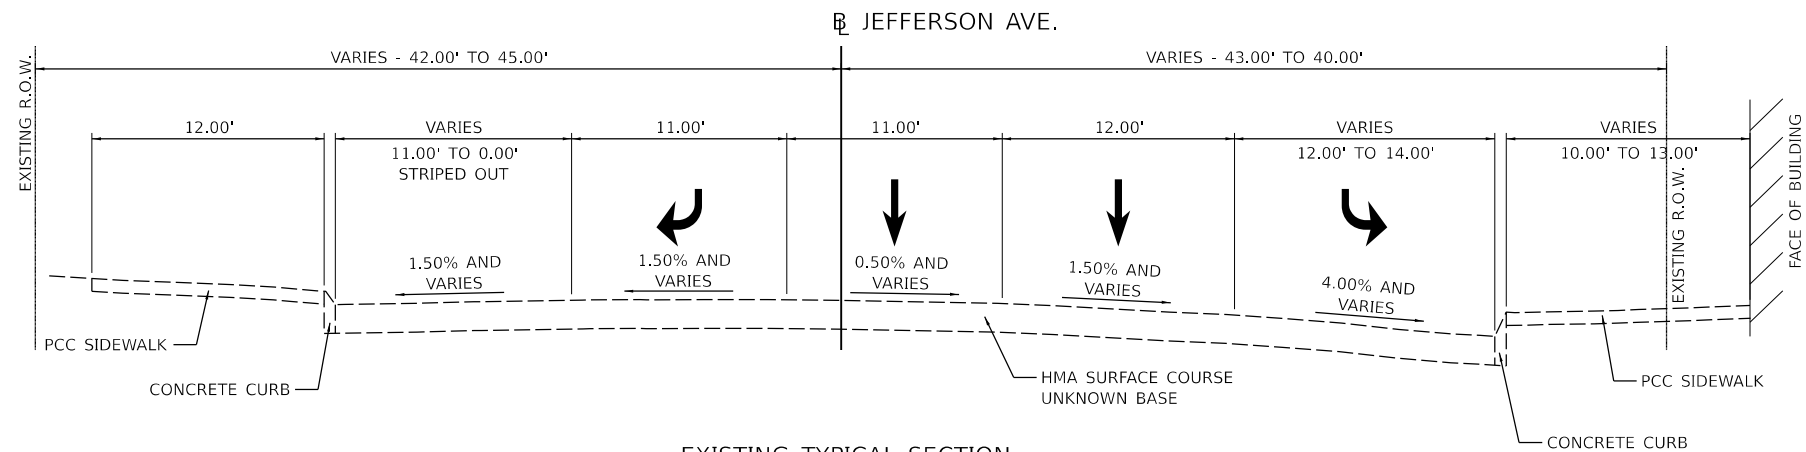 BL JEFFERSON AVE.
VARIES - 42.00' TO 45.00'
VARIES - 43.00' TO 40.00'
EXISTING R.O.W.
12.00'
VARIES
11.00' TO 0.00'
STRIPED OUT
11.00'
11.00'
12.00'
VARIES
12.00' TO 14.00'
VARIES
10.00' TO 13.00'
EXISTING R.O.W.
FACE OF BUILDING
1.50% AND
VARIES
1.50% AND
VARIES
0.50% AND
VARIES
1.50% AND
VARIES
4.00% AND
VARIES
PCC SIDEWALK
CONCRETE CURB
HMA SURFACE COURSE
UNKNOWN BASE
PCC SIDEWALK
CONCRETE CURB
EXISTING TYPICAL SECTION